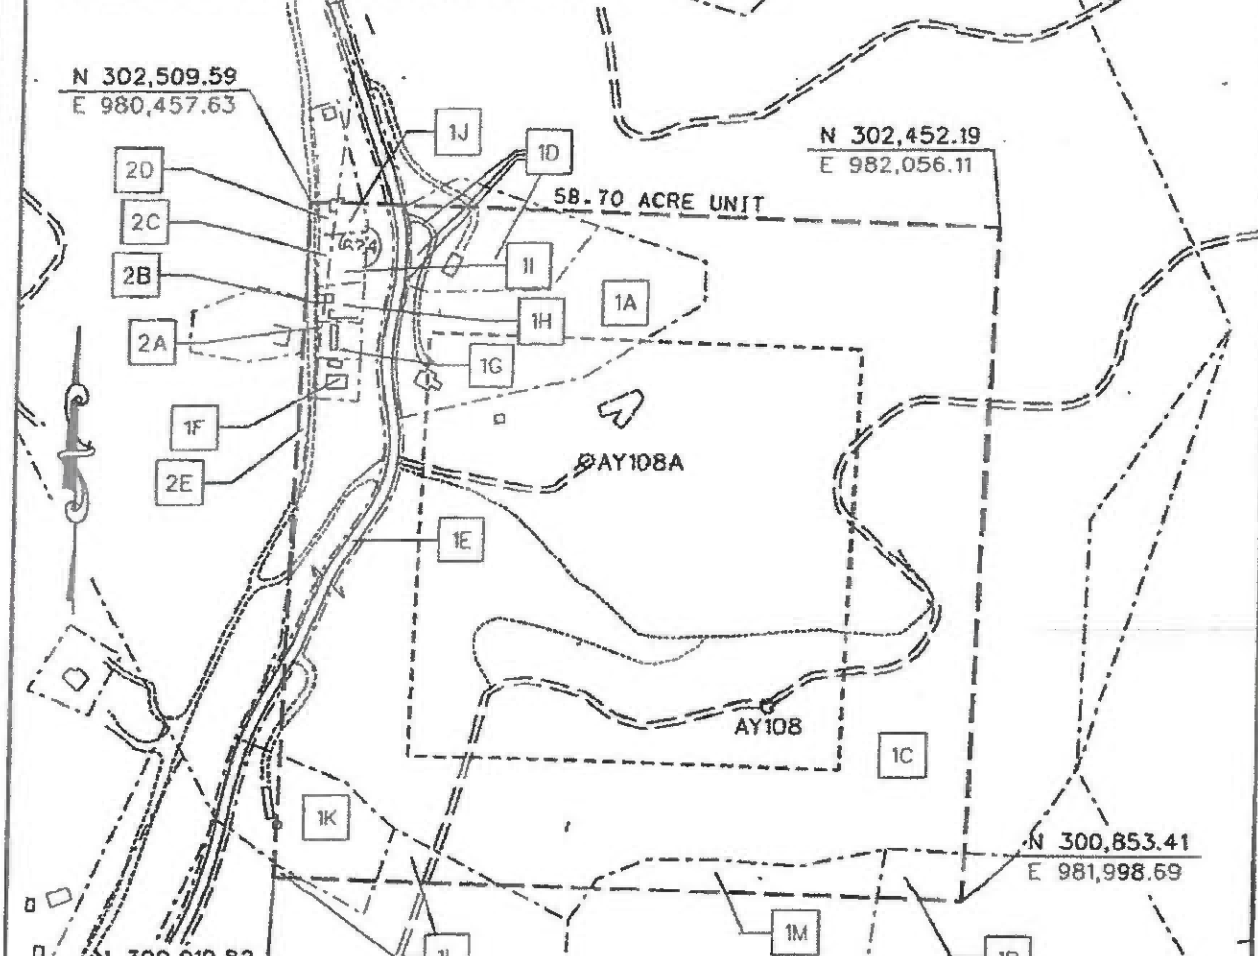 N 302,509.59
E 980,457.63
1J
1D
N 302,452.19
E 982,056.11
2D
58.70 ACRE UNIT
2C
2B
1I
1A
1H
2A
1G
1F
AY108A
2E
1E
AY108
1C
1K
N 300,853.41
E 981,998.69
1M